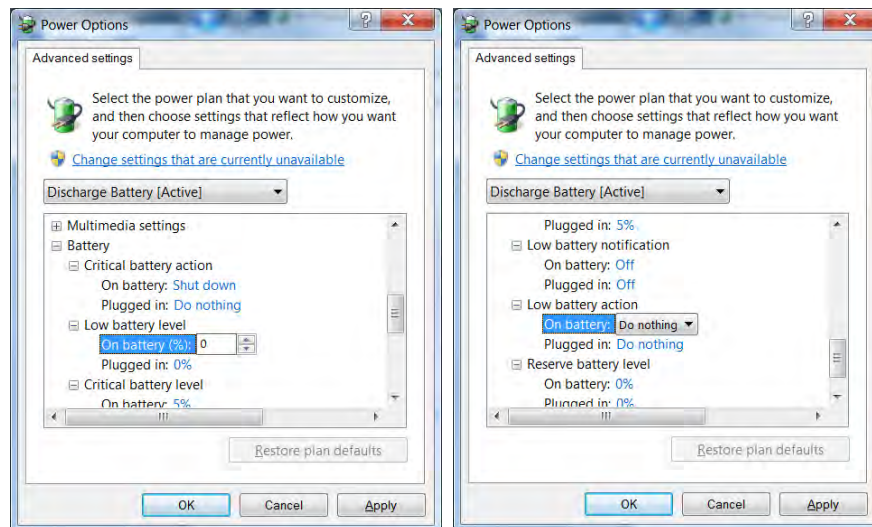 Power Options
Advanced settings
Select the power plan that you want to customize,
and then choose settings that reflect how you want
your computer to manage power.
Change settings that are currently unavailable
Discharge Battery [Active]
Multimedia settings
Battery
Critical battery action
On battery: Shut down
Plugged in: Do nothing
Low battery level
On battery (%): 0
Plugged in: 0%
Critical battery level
On battery: 5%
Restore plan defaults
OK Cancel Apply
Power Options
Advanced settings
Select the power plan that you want to customize,
and then choose settings that reflect how you want
your computer to manage power.
Change settings that are currently unavailable
Discharge Battery [Active]
Plugged in: 5%
Low battery notification
On battery: Off
Plugged in: Off
Low battery action
On battery: Do nothing
Plugged in: Do nothing
Reserve battery level
On battery: 0%
Plugged in: 0%
Restore plan defaults
OK Cancel Apply